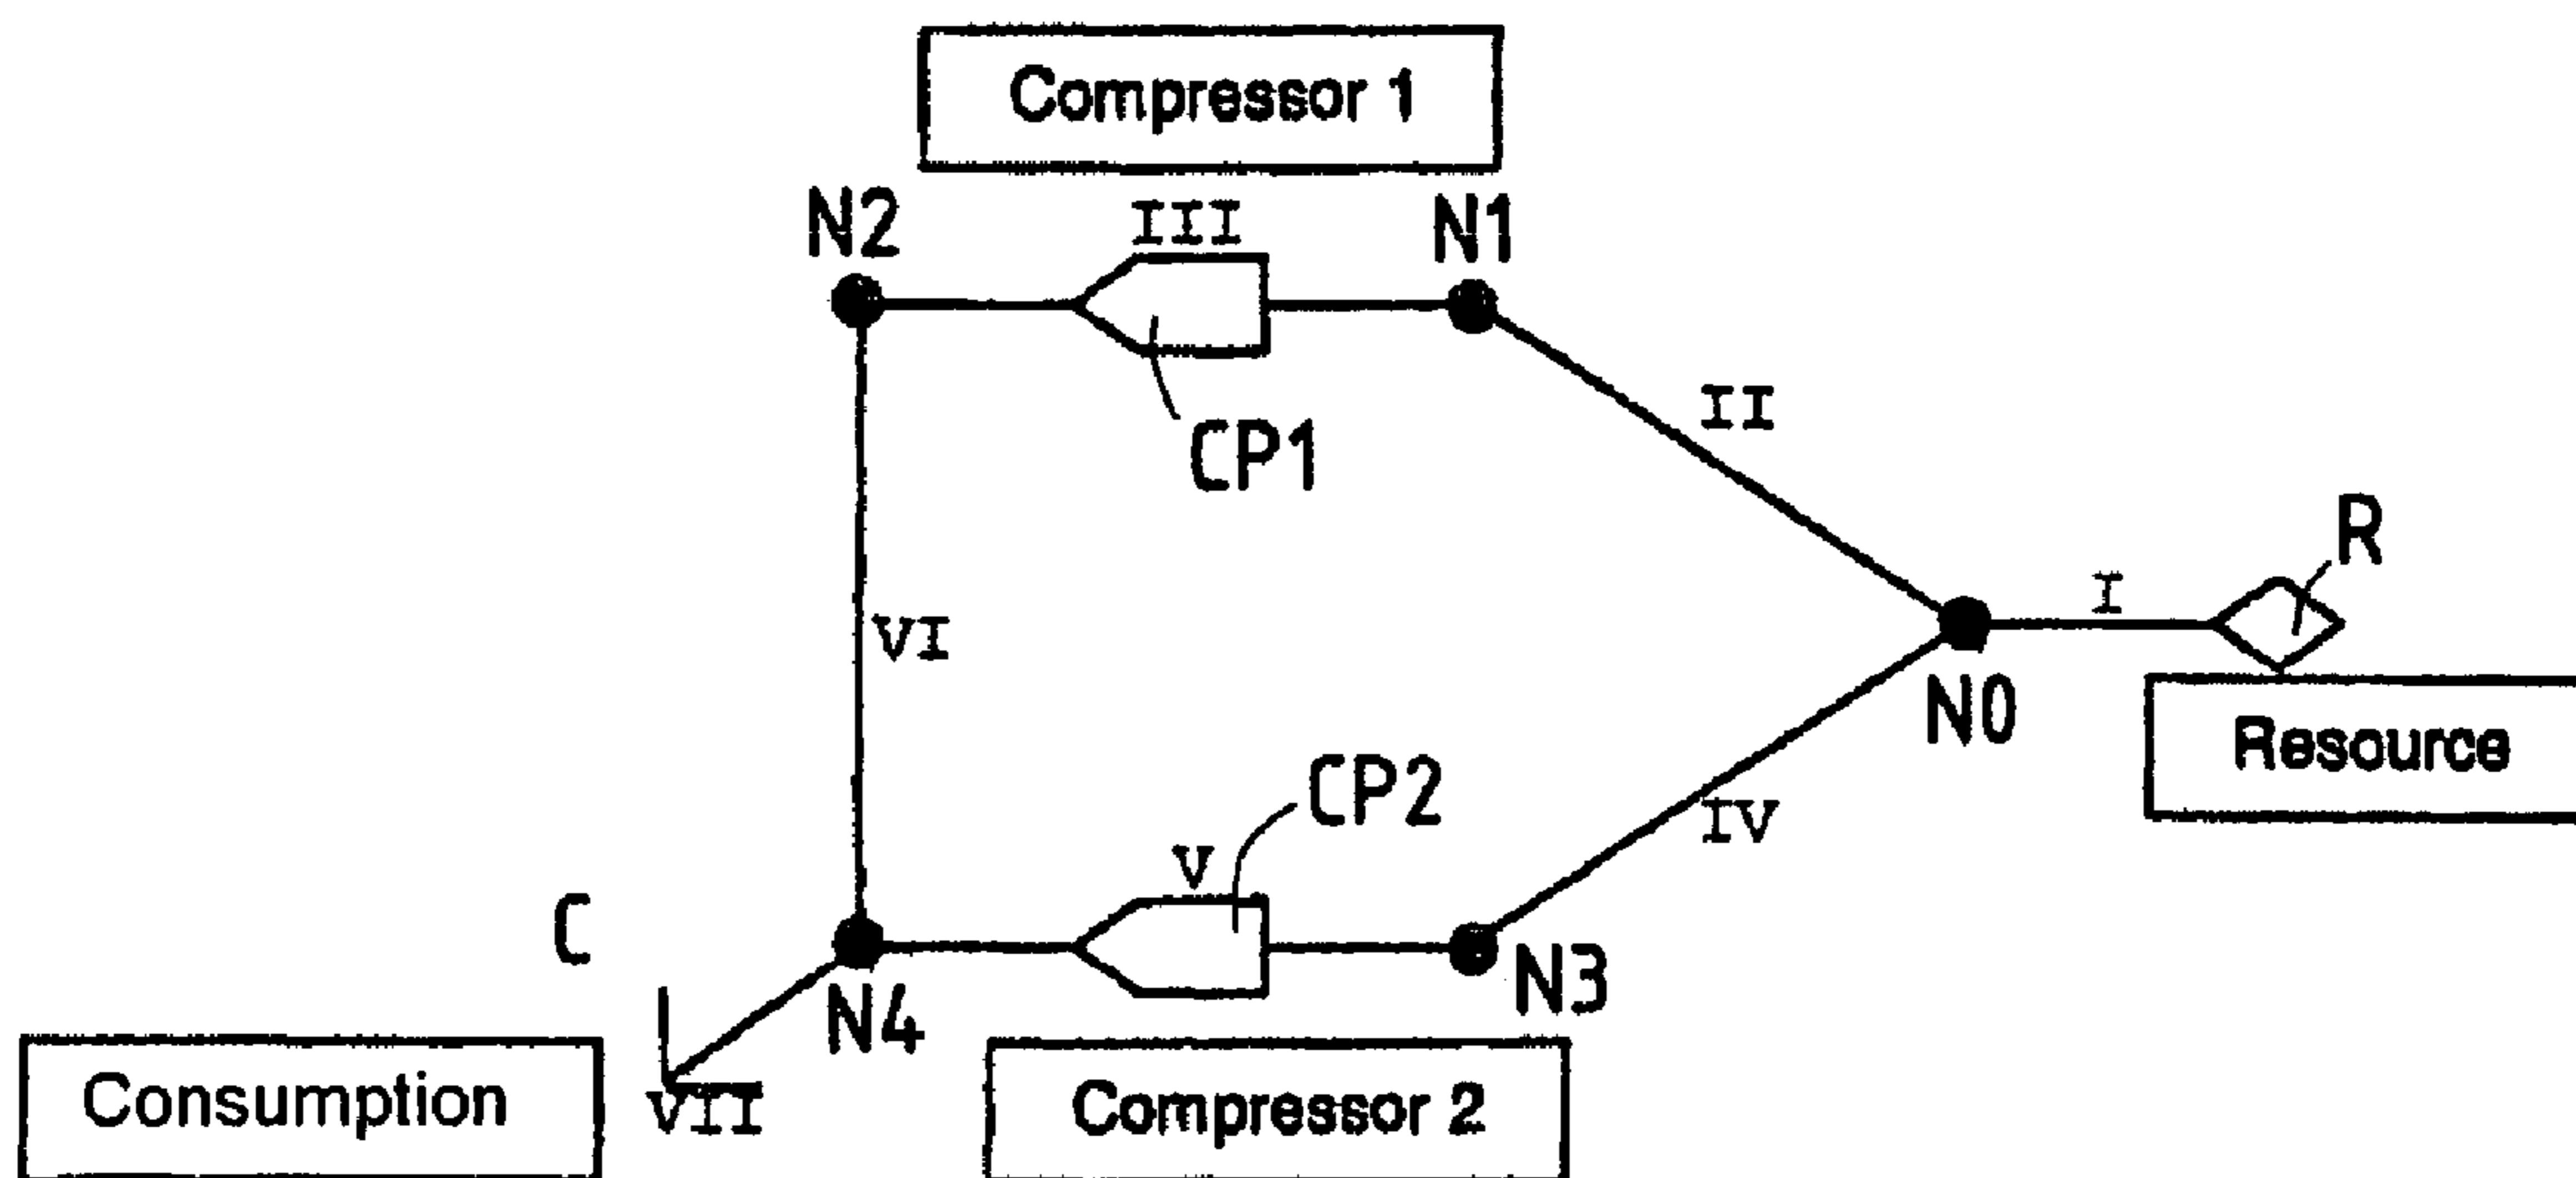 Compressor 1
N2
III
N1
CP1
II
R
I
VI
N0
Resource
CP2
IV
V
C
N4
N3
VII
Consumption
Compressor 2